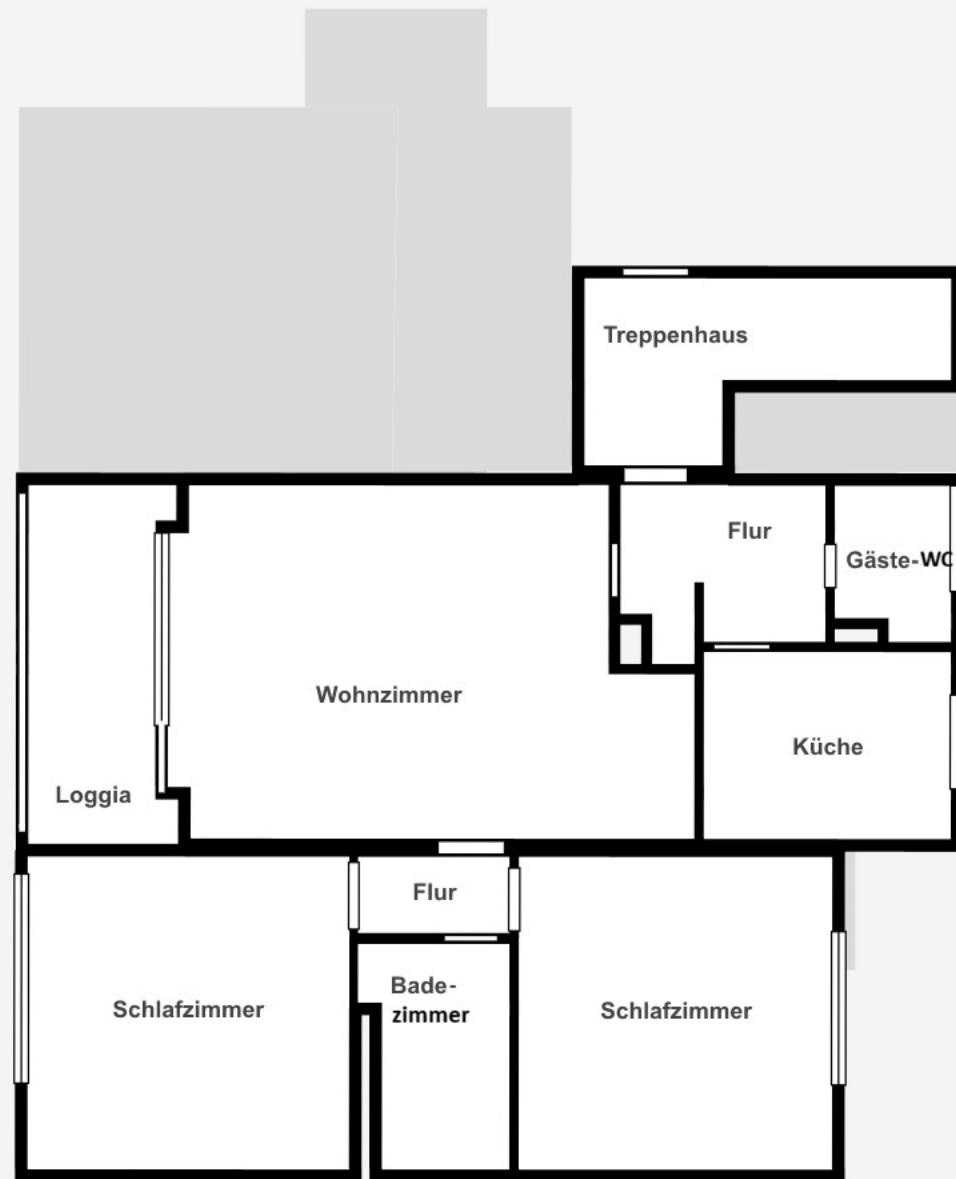 Treppenhaus
Flur
Gäste-WC
Wohnzimmer
Küche
Loggia
Flur
Bade-
zimmer
Schlafzimmer
Schlafzimmer